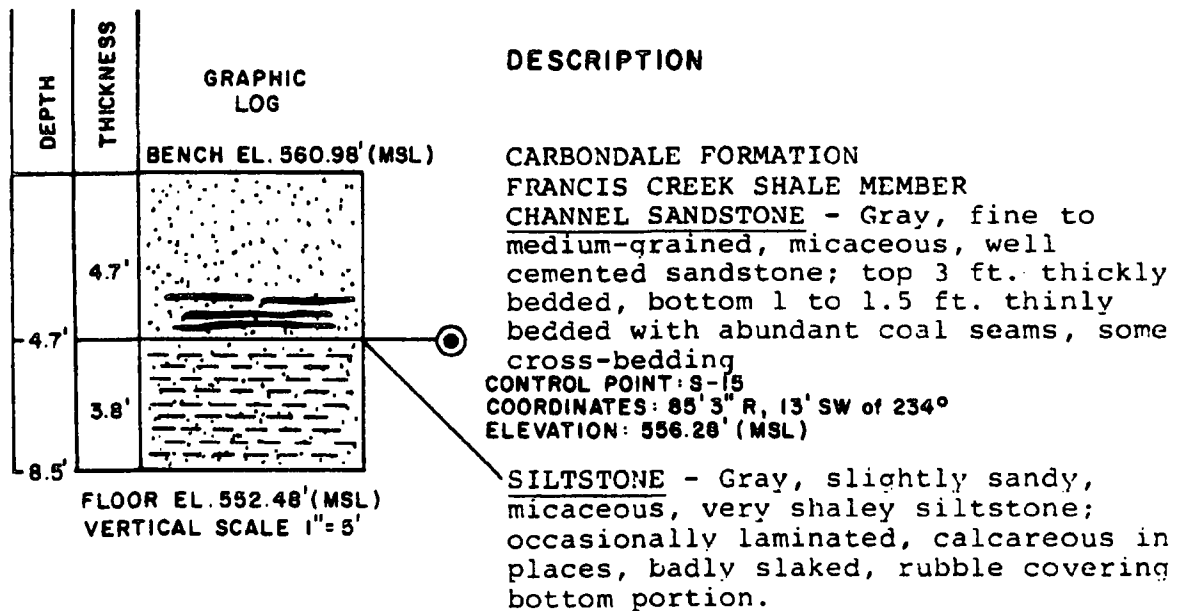 DEPTH
THICKNESS
GRAPHIC
LOG
DESCRIPTION
BENCH EL. 560.98' (MSL)
4.7'
4.7'
3.8'
8.5'
FLOOR EL. 552.48' (MSL)
VERTICAL SCALE 1"= 5'
CARBONDALE FORMATION
FRANCIS CREEK SHALE MEMBER
CHANNEL SANDSTONE - Gray, fine to
medium-grained, micaceous, well
cemented sandstone; top 3 ft. thickly
bedded, bottom 1 to 1.5 ft. thinly
bedded with abundant coal seams, some
cross-bedding
CONTROL POINT: S-15
COORDINATES: 85' 3" R, 13' SW of 234°
ELEVATION: 556.28' (MSL)
SILTSTONE - Gray, slightly sandy,
micaceous, very shaley siltstone;
occasionally laminated, calcareous in
places, badly slaked, rubble covering
bottom portion.